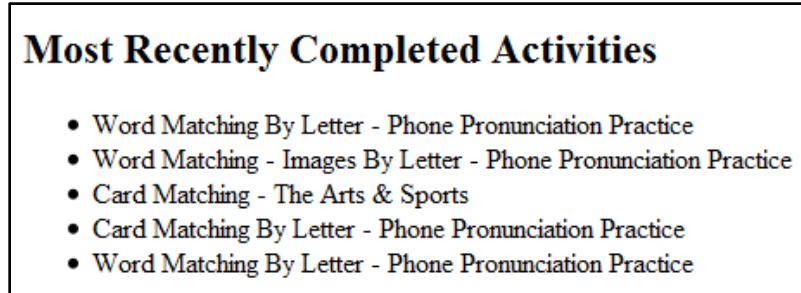 Most Recently Completed Activities
• Word Matching By Letter - Phone Pronunciation Practice
• Word Matching - Images By Letter - Phone Pronunciation Practice
• Card Matching - The Arts & Sports
• Card Matching By Letter - Phone Pronunciation Practice
• Word Matching By Letter - Phone Pronunciation Practice